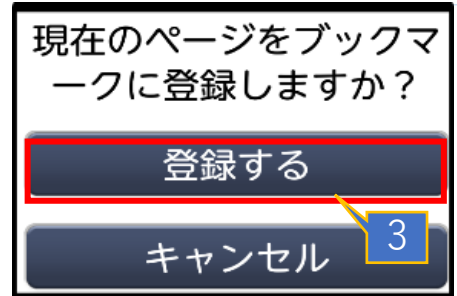 現在のページをブックマ
ークに登録しますか？
登録する
3
キャンセル